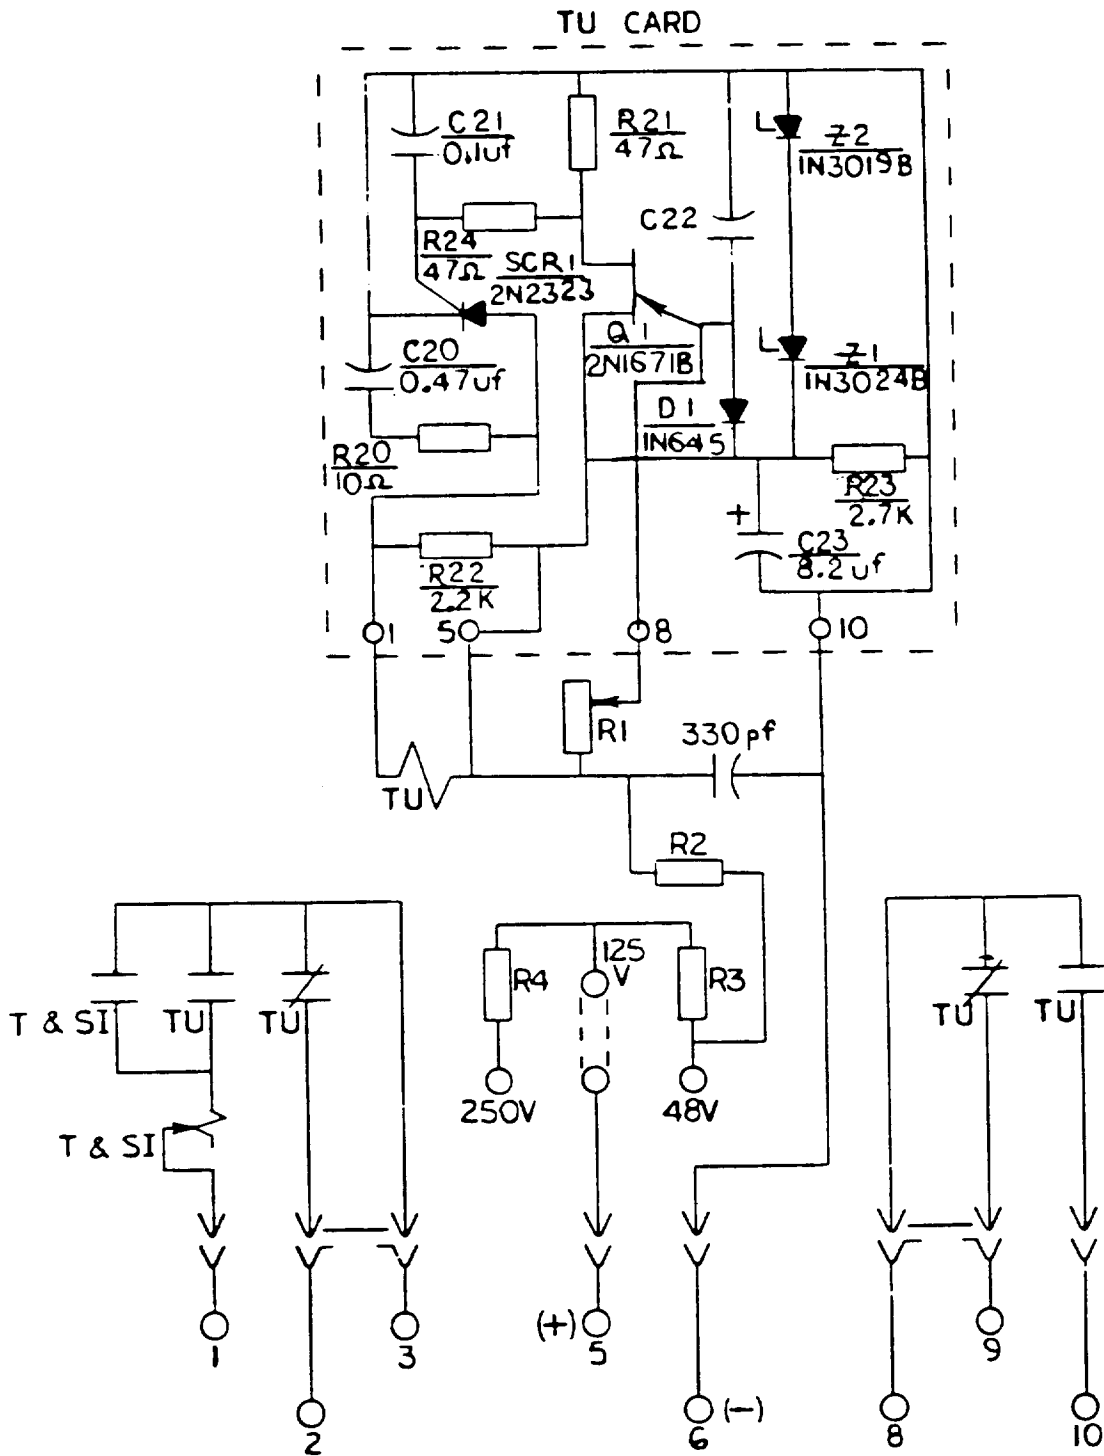 TU CARD
C21
0.1uf
R21
47Ω
Z2
1N3019B
R24
47Ω
SCR1
2N2323
C22
Q1
2N1671B
Z1
1N3024B
C20
0.47uf
D1
1N645
R20
10Ω
R23
2.7K
+
C23
8.2uf
R22
2.2K
1
5
8
10
R1
330pf
TU
R2
125
V
R4
R3
T & SI
TU
TU
TU
TU
250V
48V
T & SI
1
3
(+)
5
9
2
6
(-)
8
10